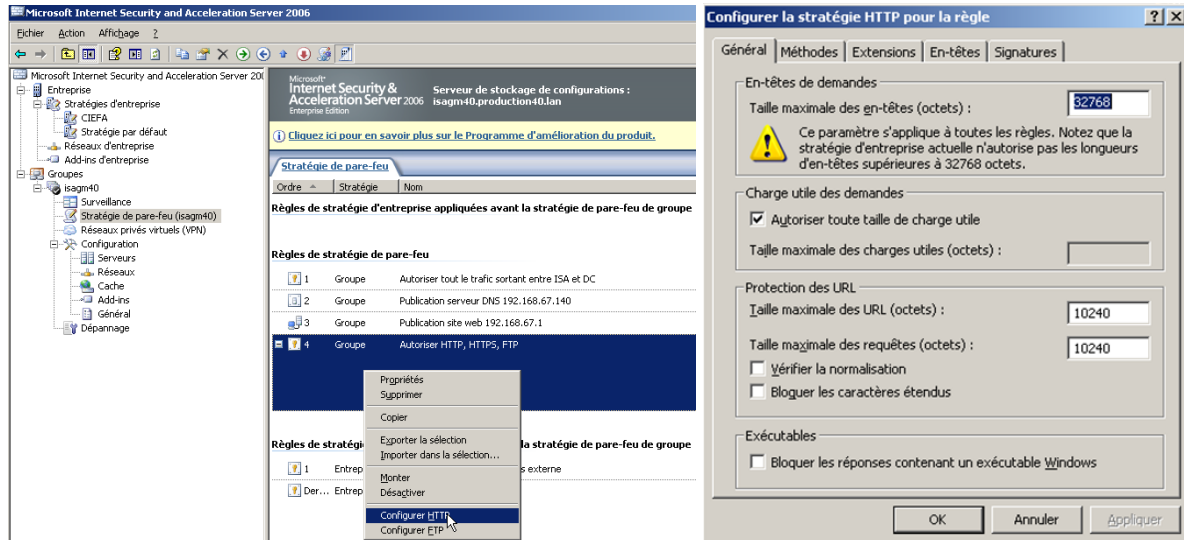 Microsoft Internet Security and Acceleration Server 2006
Fichier Action Affichage ?
Microsoft Internet Security and Acceleration Server 200
Entreprise
Stratégies d'entreprise
CIEFA
Stratégie par défaut
Réseaux d'entreprise
Add-ins d'entreprise
Groupes
isagm40
Surveillance
Stratégie de pare-feu (isagm40)
Réseaux privés virtuels (VPN)
Configuration
Serveurs
Réseaux
Cache
Add-ins
Général
Dépannage
Microsoft
Internet Security &
Acceleration Server 2006
Enterprise Edition
Serveur de stockage de configurations :
isagm40.production40.lan
Cliquez ici pour en savoir plus sur le Programme d'amélioration du produit.
Stratégie de pare-feu
Ordre Stratégie Nom
Règles de stratégie d'entreprise appliquées avant la stratégie de pare-feu de groupe
Règles de stratégie de pare-feu
1 Groupe Autoriser tout le trafic sortant entre ISA et DC
2 Groupe Publication serveur DNS 192.168.67.140
3 Groupe Publication site web 192.168.67.1
4 Groupe Autoriser HTTP, HTTPS, FTP
Règles de stratégi la stratégie de pare-feu de groupe
1 Entrep s externe
Der... Entrep
Propriétés
Supprimer
Copier
Exporter la sélection
Importer dans la sélection...
Monter
Désactiver
Configurer HTTP
Configurer FTP
Configurer la stratégie HTTP pour la règle
Général Méthodes Extensions En-têtes Signatures
En-têtes de demandes
Taille maximale des en-têtes (octets) : 32768
Ce paramètre s'applique à toutes les règles. Notez que la
stratégie d'entreprise actuelle n'autorise pas les longueurs
d'en-têtes supérieures à 32768 octets.
Charge utile des demandes
Autoriser toute taille de charge utile
Taille maximale des charges utiles (octets) :
Protection des URL
Taille maximale des URL (octets) : 10240
Taille maximale des requêtes (octets) : 10240
Vérifier la normalisation
Bloquer les caractères étendus
Exécutables
Bloquer les réponses contenant un exécutable Windows
OK Annuler Appliquer